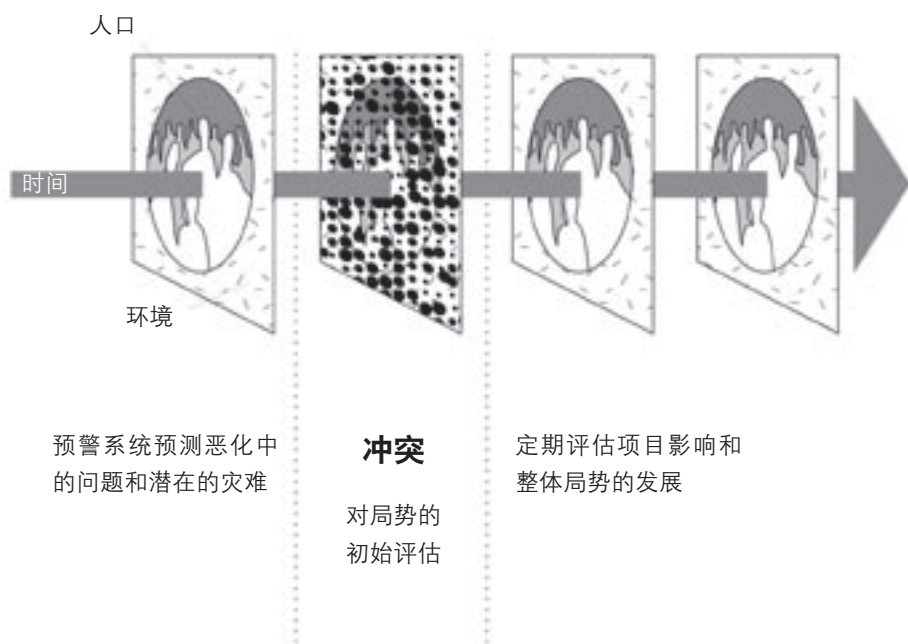 人口
时间
环境
预警系统预测恶化中
的问题和潜在的灾难
冲突
对局势的
初始评估
定期评估项目影响和
整体局势的发展